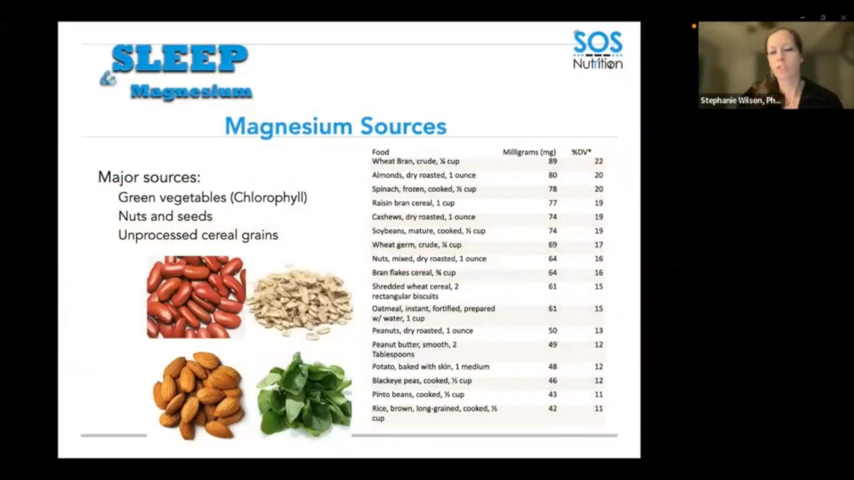 SLEEP
& Magnesium
SOS
Nutrition
Magnesium Sources
Major sources:
Green vegetables (Chlorophyll)
Nuts and seeds
Unprocessed cereal grains
Food Milligrams (mg) %DV*
Wheat Bran, crude, ¼ cup 89 22
Almonds, dry roasted, 1 ounce 80 20
Spinach, frozen, cooked, ½ cup 78 20
Raisin bran cereal, 1 cup 77 19
Cashews, dry roasted, 1 ounce 74 19
Soybeans, mature, cooked, ½ cup 74 19
Wheat germ, crude, ¼ cup 69 17
Nuts, mixed, dry roasted, 1 ounce 64 16
Bran flakes cereal, ¾ cup 64 16
Shredded wheat cereal, 2 61 15
rectangular biscuits
Oatmeal, instant, fortified, prepared 61 15
w/ water, 1 cup
Peanuts, dry roasted, 1 ounce 50 13
Peanut butter, smooth, 2 49 12
Tablespoons
Potato, baked with skin, 1 medium 48 12
Blackeye peas, cooked, ½ cup 46 12
Pinto beans, cooked, ½ cup 43 11
Rice, brown, long-grained, cooked, ½ 42 11
cup
Stephanie Wilson, Ph...